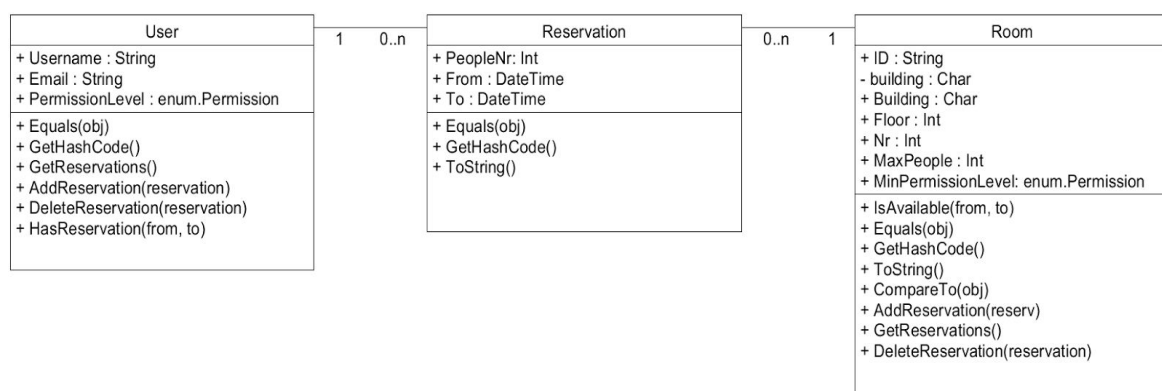 User
+ Username : String
+ Email : String
+ PermissionLevel : enum.Permission
+ Equals(obj)
+ GetHashCode()
+ GetReservations()
+ AddReservation(reservation)
+ DeleteReservation(reservation)
+ HasReservation(from, to)
1
0..n
Reservation
+ PeopleNr: Int
+ From : DateTime
+ To : DateTime
+ Equals(obj)
+ GetHashCode()
+ ToString()
0..n
1
Room
+ ID : String
- building : Char
+ Building : Char
+ Floor : Int
+ Nr : Int
+ MaxPeople : Int
+ MinPermissionLevel: enum.Permission
+ IsAvailable(from, to)
+ Equals(obj)
+ GetHashCode()
+ ToString()
+ CompareTo(obj)
+ AddReservation(reserv)
+ GetReservations()
+ DeleteReservation(reservation)